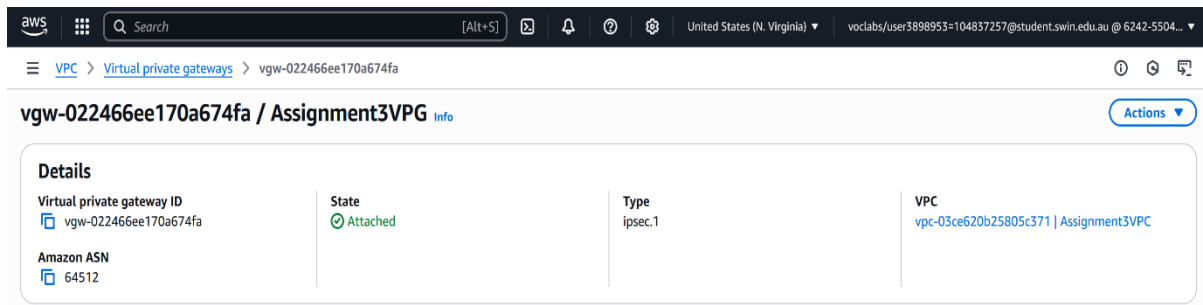 aws Search [Alt+S] United States (N. Virginia) ▼ voclabs/user3898953=104837257@student.swin.edu.au @ 6242-5504... ▼
VPC > Virtual private gateways > vgw-022466ee170a674fa
vgw-022466ee170a674fa / Assignment3VPG Info Actions ▼
Details
Virtual private gateway ID State Type VPC
vgw-022466ee170a674fa Attached ipsec.1 vpc-03ce620b25805c371 | Assignment3VPC
Amazon ASN
64512